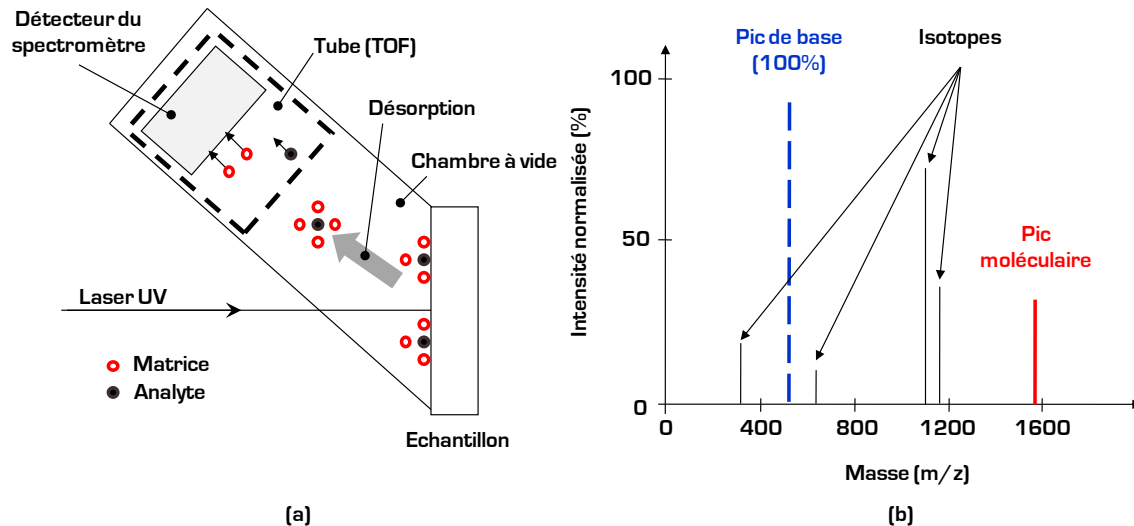 Détecteur du
spectromètre
Tube (TOF)
Désorption
Chambre à vide
Laser UV
Matrice
Analyte
Echantillon
(a)
Pic de base
(100%)
Isotopes
Intensité normalisée (%)
100
50
0
Pic
moléculaire
0
400
800
1200
1600
Masse (m/z)
(b)